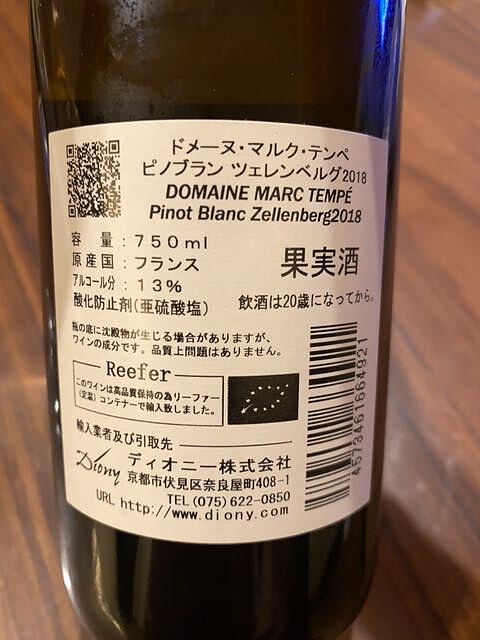 ドメーヌ・マルク・テンペ
ピノブラン ツェレンベルグ2018
DOMAINE MARC TEMPÉ
Pinot Blanc Zellenberg2018
容 量:750ml
原産国:フランス
アルコール分:13%
酸化防止剤(亜硫酸塩)
果実酒
飲酒は20歳になってから。
瓶の底に沈殿物が生じる場合がありますが、
ワインの成分です。品質上問題はありません。
Reefer
このワインは高品質保持の為リーファー
(定温)コンテナーで輸入致しました。
輸入業者及び引取先
Diony ディオニー株式会社
京都市伏見区奈良屋町408-1
TEL(075)622-0850
URL http://www.diony.com
4573461664921